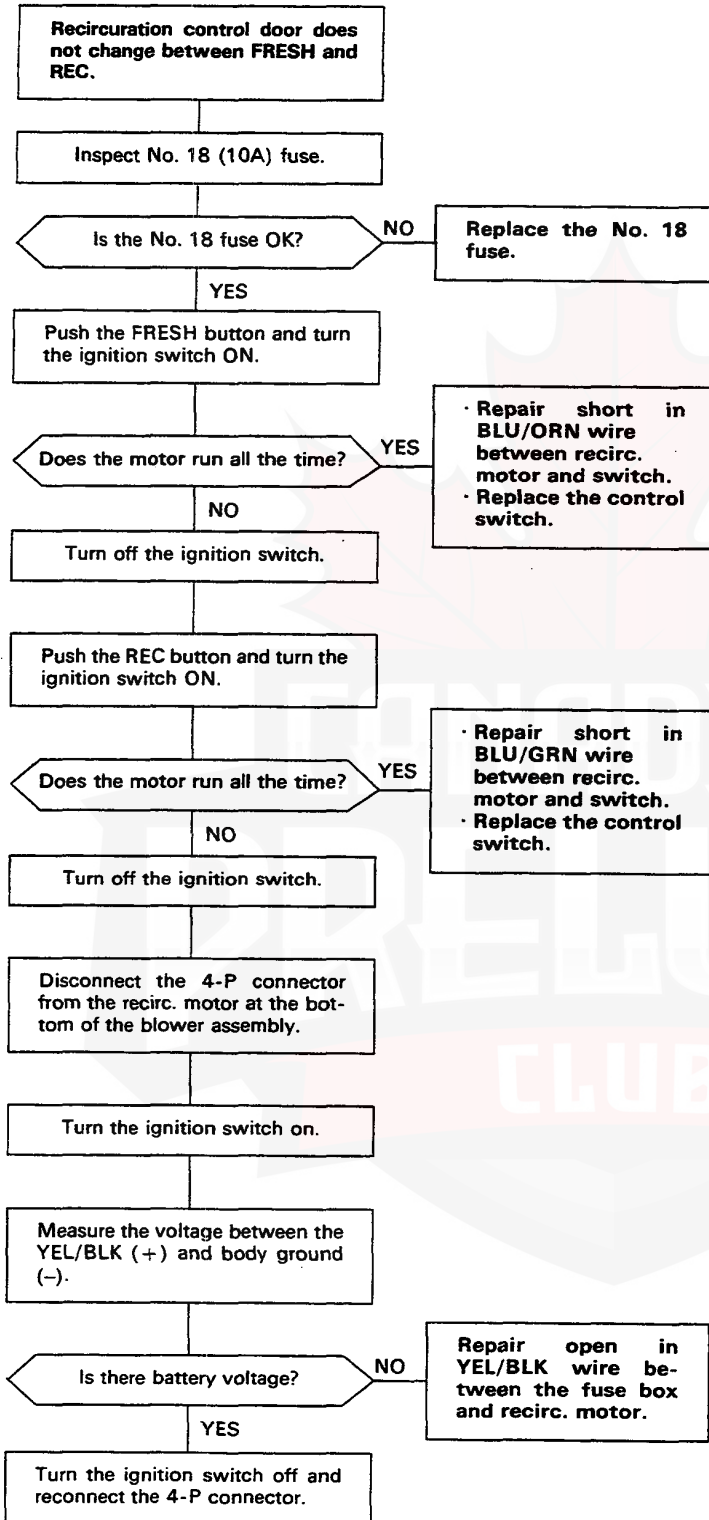 Recircuration control door does
not change between FRESH and
REC.
Inspect No. 18 (10A) fuse.
Is the No. 18 fuse OK?
NO
Replace the No. 18
fuse.
YES
Push the FRESH button and turn
the ignition switch ON.
Does the motor run all the time?
YES
· Repair short in
BLU/ORN wire
between recirc.
motor and switch.
· Replace the control
switch.
NO
Turn off the ignition switch.
Push the REC button and turn the
ignition switch ON.
Does the motor run all the time?
YES
· Repair short in
BLU/GRN wire
between recirc.
motor and switch.
· Replace the control
switch.
NO
Turn off the ignition switch.
Disconnect the 4-P connector
from the recirc. motor at the bot-
tom of the blower assembly.
Turn the ignition switch on.
Measure the voltage between the
YEL/BLK (+) and body ground
(–).
Is there battery voltage?
NO
Repair open in
YEL/BLK wire be-
tween the fuse box
and recirc. motor.
YES
Turn the ignition switch off and
reconnect the 4-P connector.